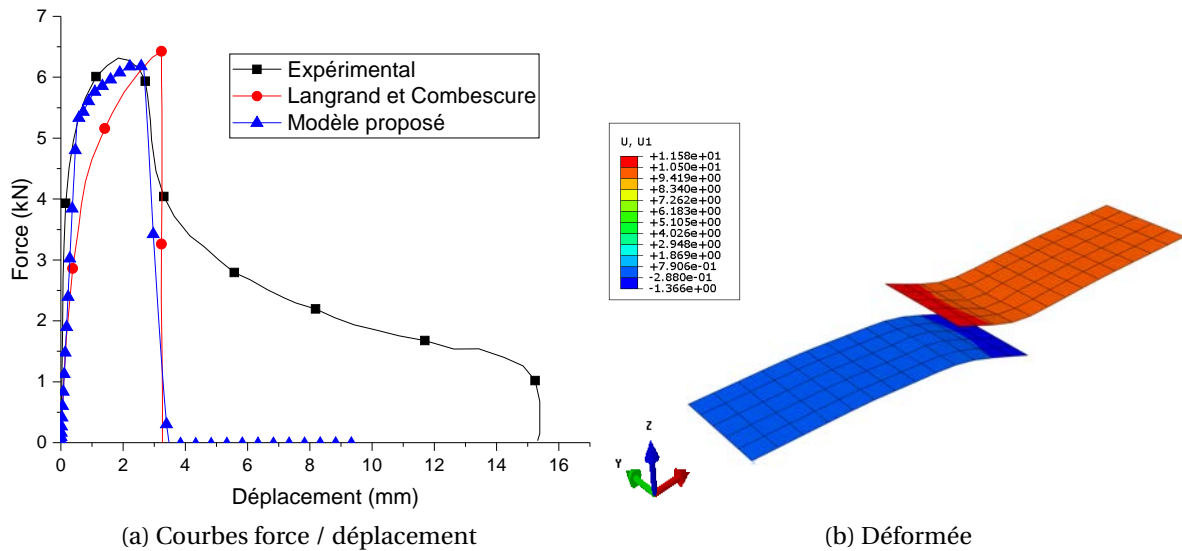 7
6
5
4
3
2
1
0
Force (kN)
0 2 4 6 8 10 12 14 16
Déplacement (mm)
Expérimental
Langrand et Combescure
Modèle proposé
(a) Courbes force / déplacement
U, U1
+1.158e+01
+1.050e+01
+9.419e+00
+8.340e+00
+7.262e+00
+6.183e+00
+5.105e+00
+4.026e+00
+2.948e+00
+1.869e+00
+7.906e-01
-2.880e-01
-1.366e+00
Z
Y
(b) Déformée